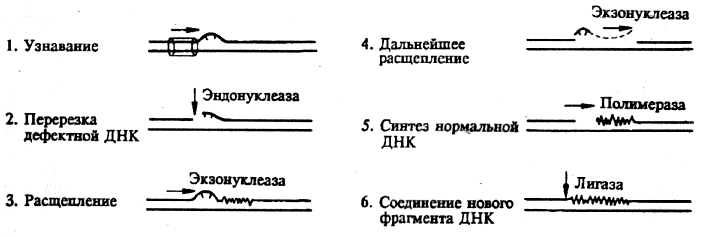 1. Узнавание
2. Перерезка
дефектной ДНК
Эндонуклеаза
3. Расщепление
Экзонуклеаза
4. Дальнейшее
расщепление
Экзонуклеаза
5. Синтез нормальной
ДНК
Полимераза
6. Соединение нового
фрагмента ДНК
Лигаза